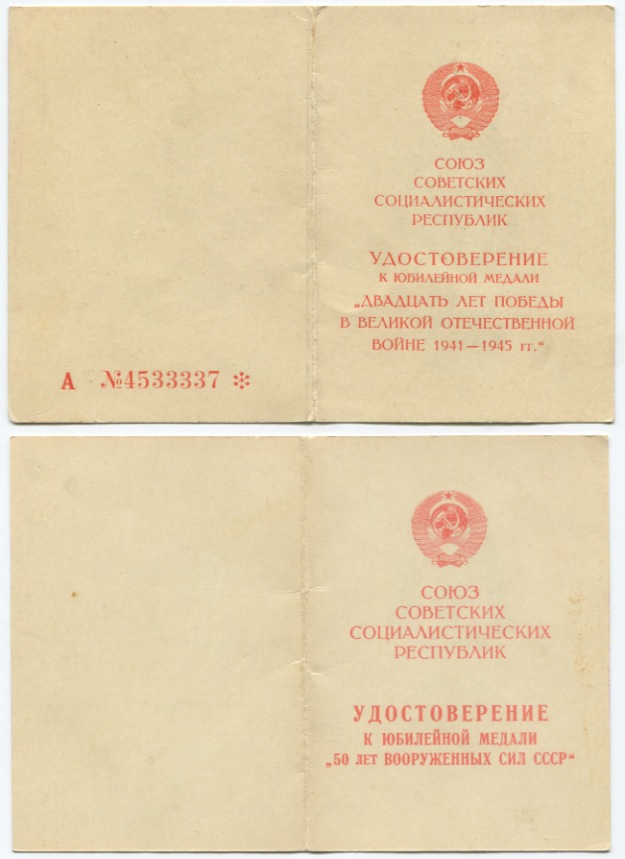 СОЮЗ
СОВЕТСКИХ
СОЦИАЛИСТИЧЕСКИХ
РЕСПУБЛИК
УДОСТОВЕРЕНИЕ
К ЮБИЛЕЙНОЙ МЕДАЛИ
„ДВАДЦАТЬ ЛЕТ ПОБЕДЫ
В ВЕЛИКОЙ ОТЕЧЕСТВЕННОЙ
ВОЙНЕ 1941—1945 гг.“
А №4533337 ✻
СОЮЗ
СОВЕТСКИХ
СОЦИАЛИСТИЧЕСКИХ
РЕСПУБЛИК
УДОСТОВЕРЕНИЕ
К ЮБИЛЕЙНОЙ МЕДАЛИ
„50 ЛЕТ ВООРУЖЕННЫХ СИЛ СССР“